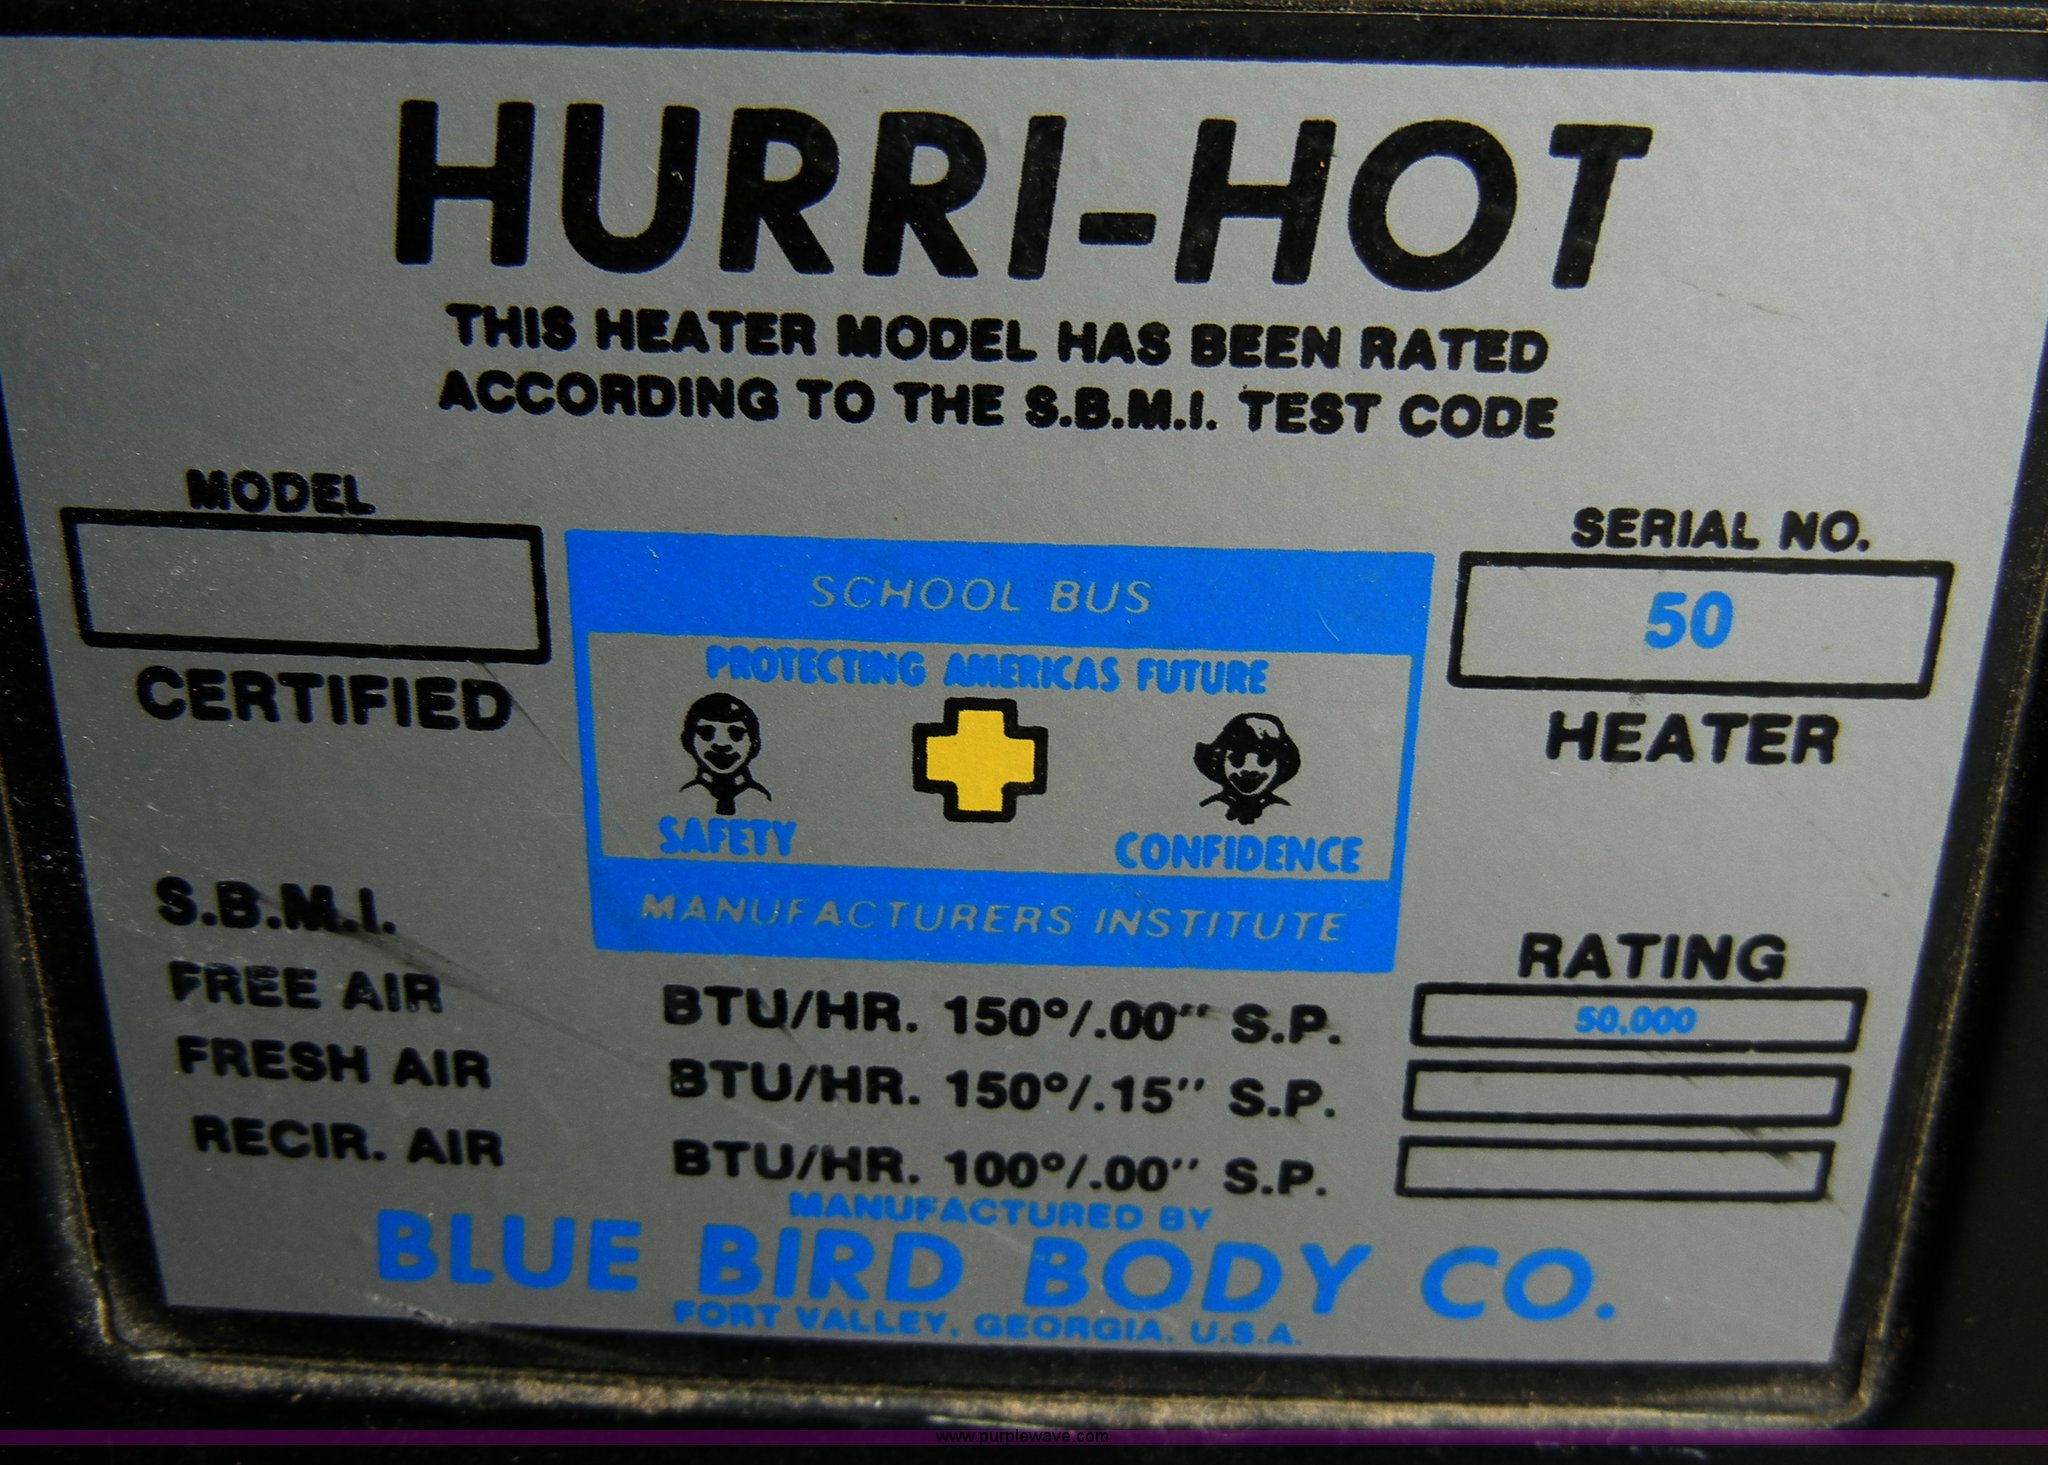 HURRI-HOT
THIS HEATER MODEL HAS BEEN RATED
ACCORDING TO THE S.B.M.I. TEST CODE
MODEL
CERTIFIED
SCHOOL BUS
PROTECTING AMERICAS FUTURE
SAFETY
CONFIDENCE
MANUFACTURERS INSTITUTE
SERIAL NO.
50
HEATER
S.B.M.I.
RATING
FREE AIR BTU/HR. 150°/.00" S.P. 50,000
FRESH AIR BTU/HR. 150°/.15" S.P.
RECIR. AIR BTU/HR. 100°/.00" S.P.
MANUFACTURED BY
BLUE BIRD BODY CO.
FORT VALLEY, GEORGIA, U.S.A.
www.purplewave.com